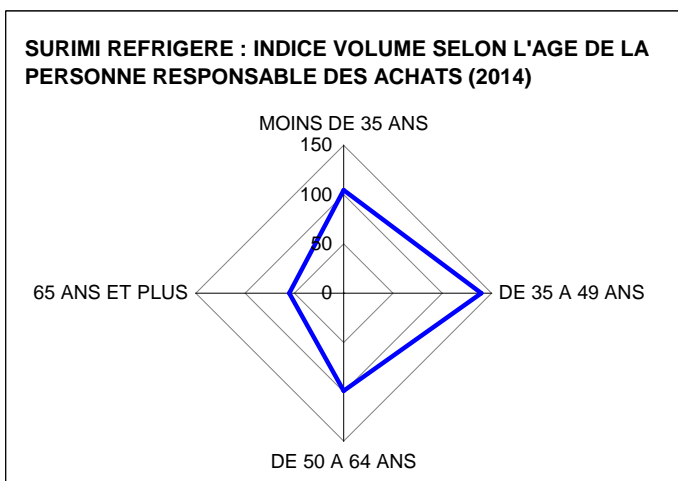 SURIMI REFRIGERE : INDICE VOLUME SELON L'AGE DE LA
PERSONNE RESPONSABLE DES ACHATS (2014)
MOINS DE 35 ANS
150
100
50
65 ANS ET PLUS
0
DE 35 A 49 ANS
DE 50 A 64 ANS